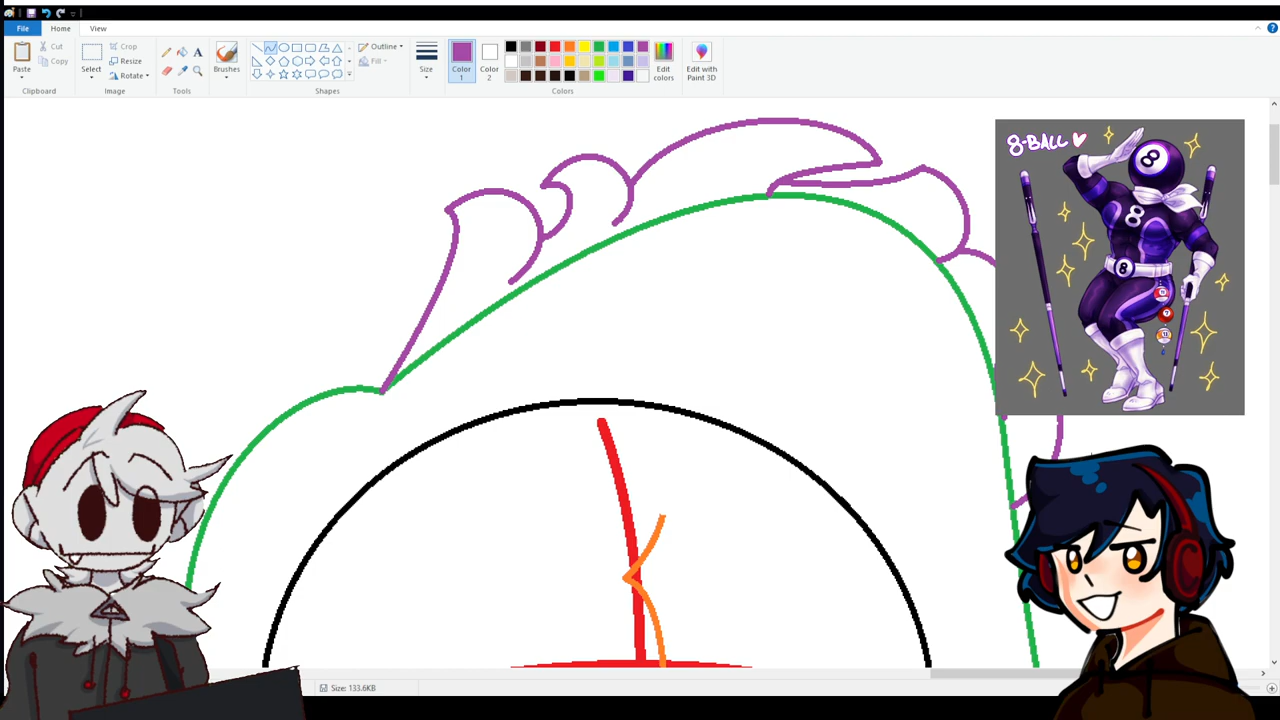 File Home View
Paste Cut Copy Select Crop Resize Rotate A Brushes Outline Fill Size Color 1 Color 2 Edit colors Edit with Paint 3D
Clipboard Image Tools Shapes Colors
8-BALL
8
8
8
7
Size: 133.6KB